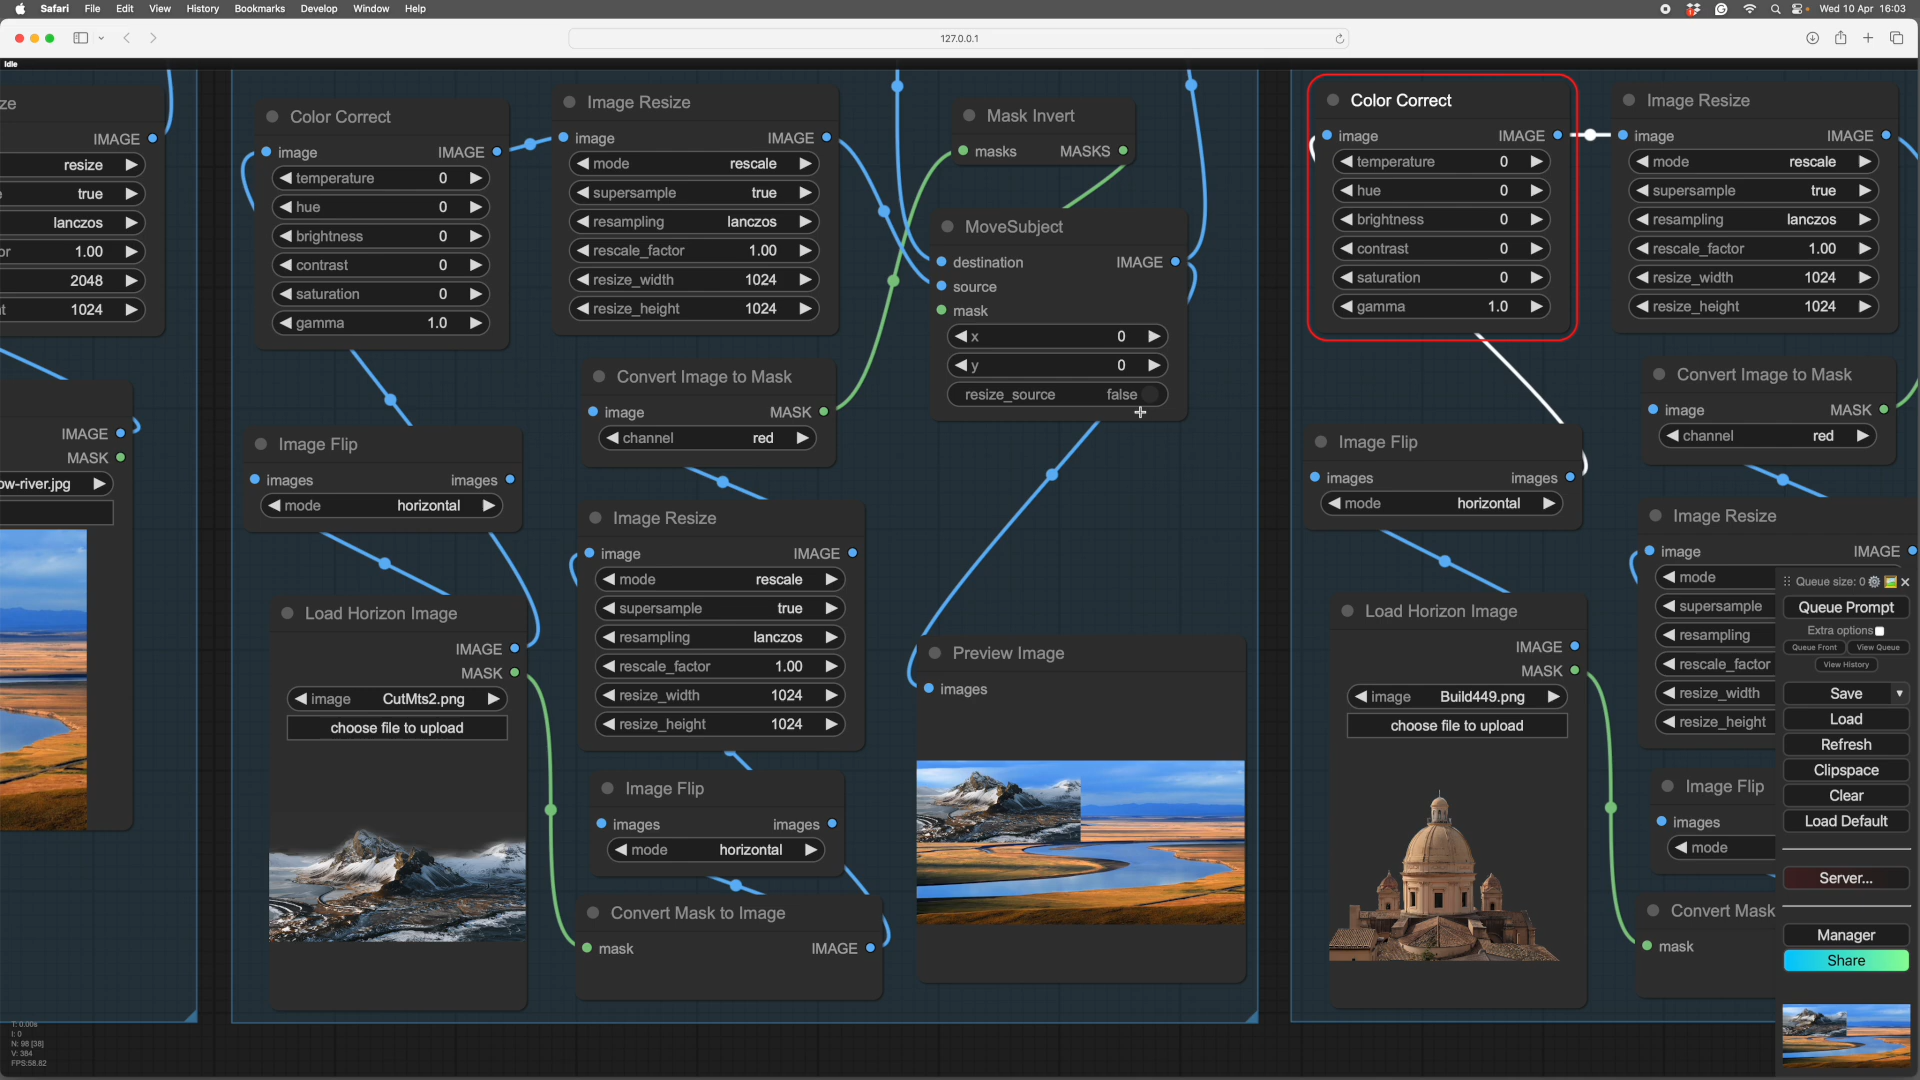 Safari File Edit View History Bookmarks Develop Window Help
Wed 10 Apr 16:03
127.0.0.1
Idle
ze
IMAGE
resize
true
lanczos
or 1.00
2048
1024
IMAGE
MASK
ow-river.jpg
Color Correct
image IMAGE
temperature 0
hue 0
brightness 0
contrast 0
saturation 0
gamma 1.0
Image Flip
images images
mode horizontal
Load Horizon Image
IMAGE
MASK
image CutMts2.png
choose file to upload
Image Resize
image IMAGE
mode rescale
supersample true
resampling lanczos
rescale_factor 1.00
resize_width 1024
resize_height 1024
Convert Image to Mask
image MASK
channel red
Image Resize
image IMAGE
mode rescale
supersample true
resampling lanczos
rescale_factor 1.00
resize_width 1024
resize_height 1024
Image Flip
images images
mode horizontal
Convert Mask to Image
mask IMAGE
Mask Invert
masks MASKS
MoveSubject
destination IMAGE
source
mask
x 0
y 0
resize_source false
Preview Image
images
Color Correct
image IMAGE
temperature 0
hue 0
brightness 0
contrast 0
saturation 0
gamma 1.0
Image Flip
images images
mode horizontal
Load Horizon Image
IMAGE
MASK
image Build449.png
choose file to upload
Image Resize
image IMAGE
mode rescale
supersample true
resampling lanczos
rescale_factor 1.00
resize_width 1024
resize_height 1024
Convert Image to Mask
image MASK
channel red
Image Resize
image IMAGE
mode
supersample
resampling
rescale_factor
resize_width
resize_height
Image Flip
images
mode
Convert Mask
mask
Queue size: 0
Queue Prompt
Extra options
Queue Front View Queue
View History
Save
Load
Refresh
Clipspace
Clear
Load Default
Server...
Manager
Share
T: 0.00s
I: 0
N: 98 [38]
V: 384
FPS:58.82